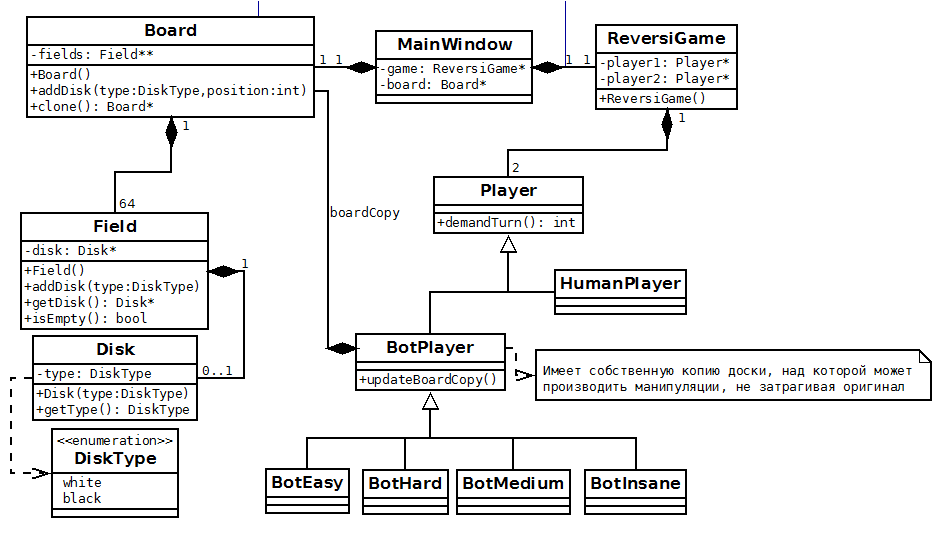 Board
-fields: Field**
+Board()
+addDisk(type:DiskType,position:int)
+clone(): Board*
1
1
MainWindow
-game: ReversiGame*
-board: Board*
1
1
ReversiGame
-player1: Player*
-player2: Player*
+ReversiGame()
1
1
64
2
boardCopy
Player
+demandTurn(): int
Field
-disk: Disk*
+Field()
+addDisk(type:DiskType)
+getDisk(): Disk*
+isEmpty(): bool
1
0..1
HumanPlayer
Disk
-type: DiskType
+Disk(type:DiskType)
+getType(): DiskType
BotPlayer
+updateBoardCopy()
Имеет собственную копию доски, над которой может
производить манипуляции, не затрагивая оригинал
<<enumeration>>
DiskType
white
black
BotEasy
BotHard
BotMedium
BotInsane